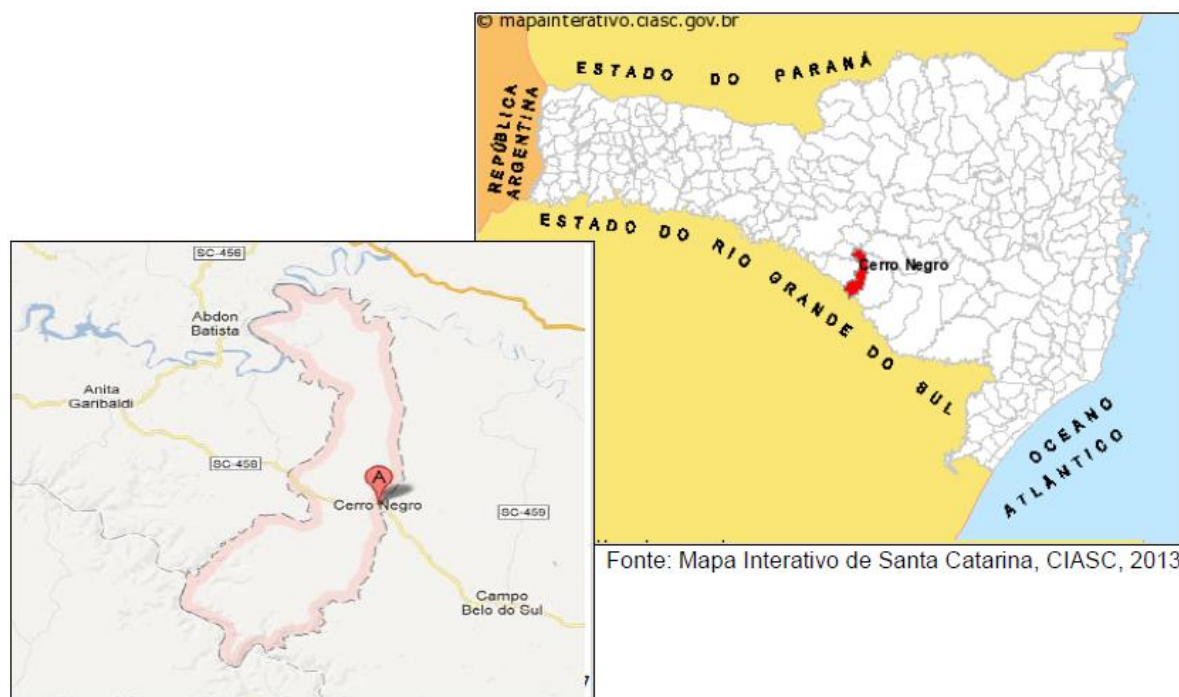 © mapainterativo.ciasc.gov.br
ESTADO DO PARANÁ
REPÚBLICA
ARGENTINA
ESTADO DO RIO GRANDE DO SUL
Cerro Negro
OCEANO
ATLÂNTICO
Fonte: Mapa Interativo de Santa Catarina, CIASC, 2013
SC-456
Abdon
Batista
Anita
Garibaldi
SC-458
A
Cerro Negro
SC-459
Campo
Belo do Sul